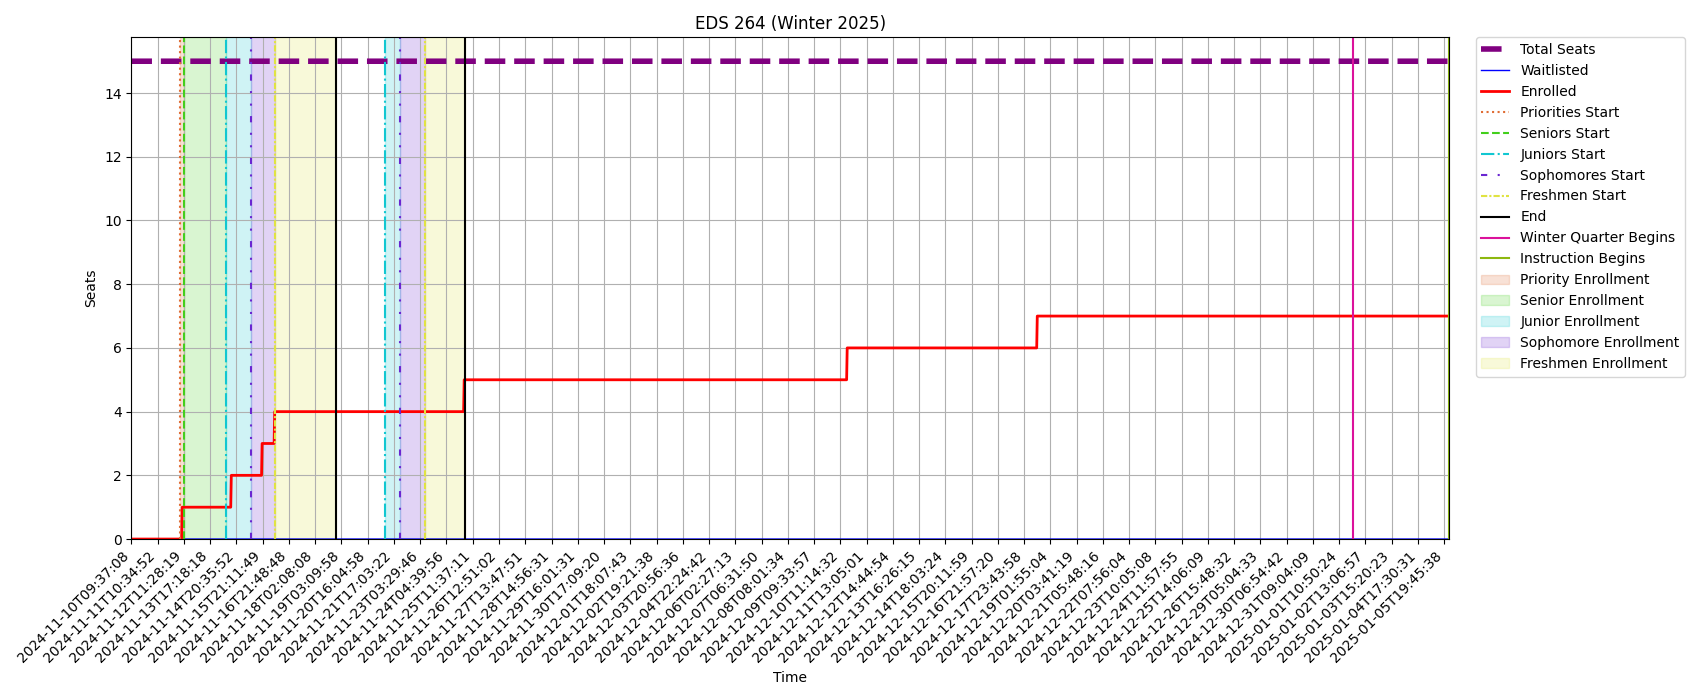 EDS 264 (Winter 2025)
Seats
14
12
10
8
6
4
2
0
2024-11-10T09:37:08
2024-11-11T10:34:52
2024-11-12T11:28:19
2024-11-13T17:18:18
2024-11-14T20:35:52
2024-11-15T21:11:49
2024-11-16T21:48:48
2024-11-18T02:08:08
2024-11-19T03:09:58
2024-11-20T16:04:58
2024-11-21T17:03:22
2024-11-23T03:29:46
2024-11-24T04:39:56
2024-11-25T11:37:11
2024-11-26T12:51:02
2024-11-27T13:47:51
2024-11-28T14:56:31
2024-11-29T16:01:31
2024-11-30T17:09:20
2024-12-01T18:07:43
2024-12-02T19:21:38
2024-12-03T20:56:36
2024-12-04T22:24:42
2024-12-06T02:27:13
2024-12-07T06:31:50
2024-12-08T08:01:34
2024-12-09T09:33:57
2024-12-10T11:14:32
2024-12-11T13:05:01
2024-12-12T14:44:54
2024-12-13T16:26:15
2024-12-14T18:03:24
2024-12-15T20:11:59
2024-12-16T21:57:20
2024-12-17T23:43:58
2024-12-19T01:55:04
2024-12-20T03:41:19
2024-12-21T05:48:16
2024-12-22T07:56:04
2024-12-23T10:05:08
2024-12-24T11:57:55
2024-12-25T14:06:09
2024-12-26T15:48:32
2024-12-29T05:04:33
2024-12-30T06:54:42
2024-12-31T09:04:09
2025-01-01T10:50:24
2025-01-02T13:06:57
2025-01-03T15:20:23
2025-01-04T17:30:31
2025-01-05T19:45:38
Time
Total Seats
Waitlisted
Enrolled
Priorities Start
Seniors Start
Juniors Start
Sophomores Start
Freshmen Start
End
Winter Quarter Begins
Instruction Begins
Priority Enrollment
Senior Enrollment
Junior Enrollment
Sophomore Enrollment
Freshmen Enrollment